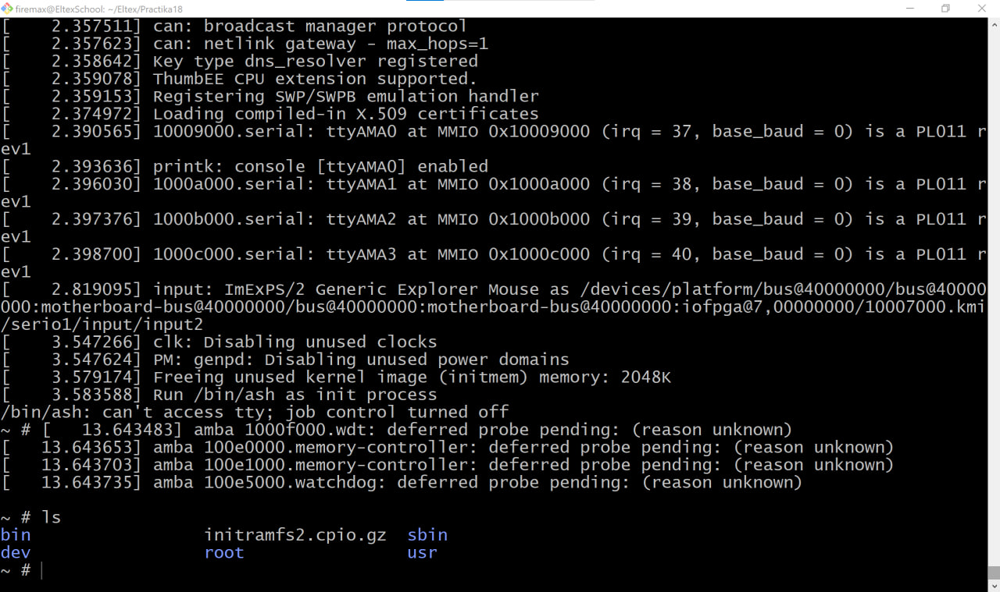 firemax@EltexSchool: ~/Eltex/Practika18
[    2.357511] can: broadcast manager protocol
[    2.357623] can: netlink gateway - max_hops=1
[    2.358642] Key type dns_resolver registered
[    2.359078] ThumbEE CPU extension supported.
[    2.359153] Registering SWP/SWPB emulation handler
[    2.374972] Loading compiled-in X.509 certificates
[    2.390565] 10009000.serial: ttyAMA0 at MMIO 0x10009000 (irq = 37, base_baud = 0) is a PL011 r
ev1
[    2.393636] printk: console [ttyAMA0] enabled
[    2.396030] 1000a000.serial: ttyAMA1 at MMIO 0x1000a000 (irq = 38, base_baud = 0) is a PL011 r
ev1
[    2.397376] 1000b000.serial: ttyAMA2 at MMIO 0x1000b000 (irq = 39, base_baud = 0) is a PL011 r
ev1
[    2.398700] 1000c000.serial: ttyAMA3 at MMIO 0x1000c000 (irq = 40, base_baud = 0) is a PL011 r
ev1
[    2.819095] input: ImExPS/2 Generic Explorer Mouse as /devices/platform/bus@40000000/bus@40000
000:motherboard-bus@40000000/bus@40000000:motherboard-bus@40000000:iofpga@7,00000000/10007000.kmi
/serio1/input/input2
[    3.547266] clk: Disabling unused clocks
[    3.547624] PM: genpd: Disabling unused power domains
[    3.579174] Freeing unused kernel image (initmem) memory: 2048K
[    3.583588] Run /bin/ash as init process
/bin/ash: can't access tty; job control turned off
~ # [   13.643483] amba 1000f000.wdt: deferred probe pending: (reason unknown)
[   13.643653] amba 100e0000.memory-controller: deferred probe pending: (reason unknown)
[   13.643703] amba 100e1000.memory-controller: deferred probe pending: (reason unknown)
[   13.643735] amba 100e5000.watchdog: deferred probe pending: (reason unknown)
~ # ls
bin                 initramfs2.cpio.gz  sbin
dev                 root                usr
~ #